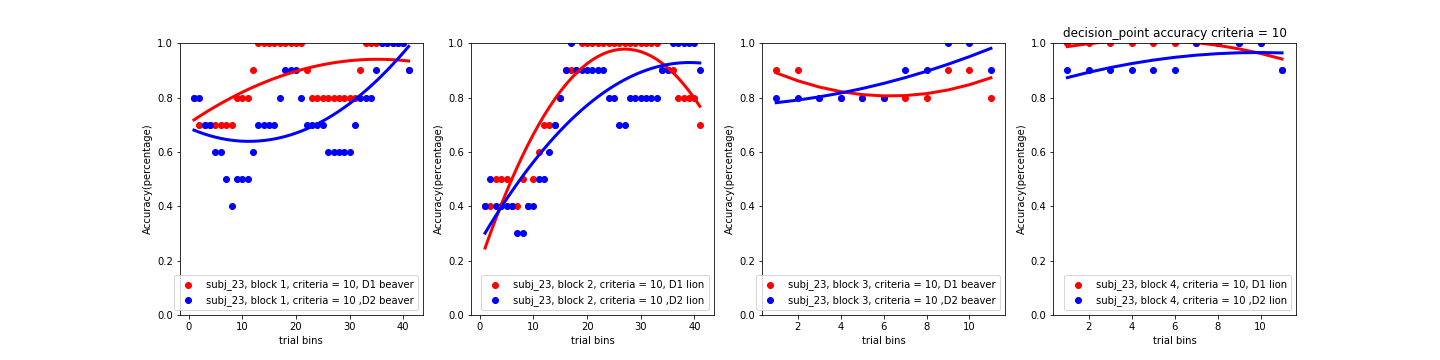 decision_point accuracy criteria = 10
Accuracy(percentage)
1.0
0.8
0.6
0.4
0.2
0.0
subj_23, block 1, criteria = 10, D1 beaver
subj_23, block 1, criteria = 10 ,D2 beaver
0 10 20 30 40
trial bins
Accuracy(percentage)
1.0
0.8
0.6
0.4
0.2
0.0
subj_23, block 2, criteria = 10, D1 lion
subj_23, block 2, criteria = 10 ,D2 lion
0 10 20 30 40
trial bins
Accuracy(percentage)
1.0
0.8
0.6
0.4
0.2
0.0
subj_23, block 3, criteria = 10, D1 beaver
subj_23, block 3, criteria = 10 ,D2 beaver
2 4 6 8 10
trial bins
Accuracy(percentage)
1.0
0.8
0.6
0.4
0.2
0.0
subj_23, block 4, criteria = 10, D1 lion
subj_23, block 4, criteria = 10 ,D2 lion
2 4 6 8 10
trial bins